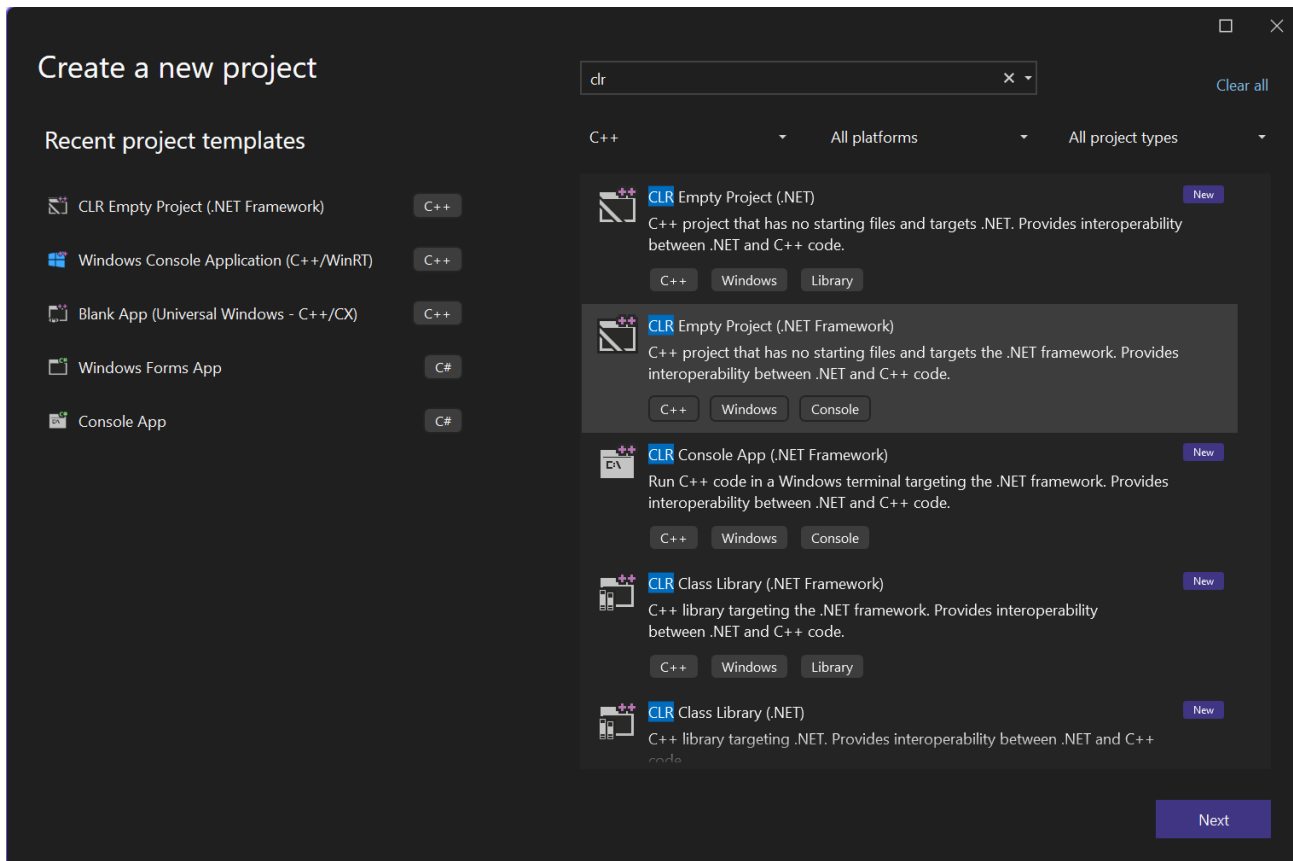 Create a new project
clr
Clear all
Recent project templates
C++
All platforms
All project types
CLR Empty Project (.NET Framework)
C++
Windows Console Application (C++/WinRT)
C++
Blank App (Universal Windows - C++/CX)
C++
Windows Forms App
C#
Console App
C#
CLR Empty Project (.NET)
New
C++ project that has no starting files and targets .NET. Provides interoperability
between .NET and C++ code.
C++
Windows
Library
CLR Empty Project (.NET Framework)
C++ project that has no starting files and targets the .NET framework. Provides
interoperability between .NET and C++ code.
C++
Windows
Console
CLR Console App (.NET Framework)
New
Run C++ code in a Windows terminal targeting the .NET framework. Provides
interoperability between .NET and C++ code.
C++
Windows
Console
CLR Class Library (.NET Framework)
New
C++ library targeting the .NET framework. Provides interoperability
between .NET and C++ code.
C++
Windows
Library
CLR Class Library (.NET)
New
C++ library targeting .NET. Provides interoperability between .NET and C++
code.
Next